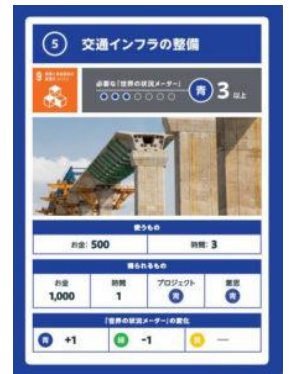 5 交通インフラの整備
9
必要な「世界の状況メーター」
青 3 以上
使うもの
お金: 500 時間: 3
得られるもの
お金 時間 プロジェクト 意思
1,000 1 青 青
「世界の状況メーター」の変化
青 +1 緑 -1 黄 —